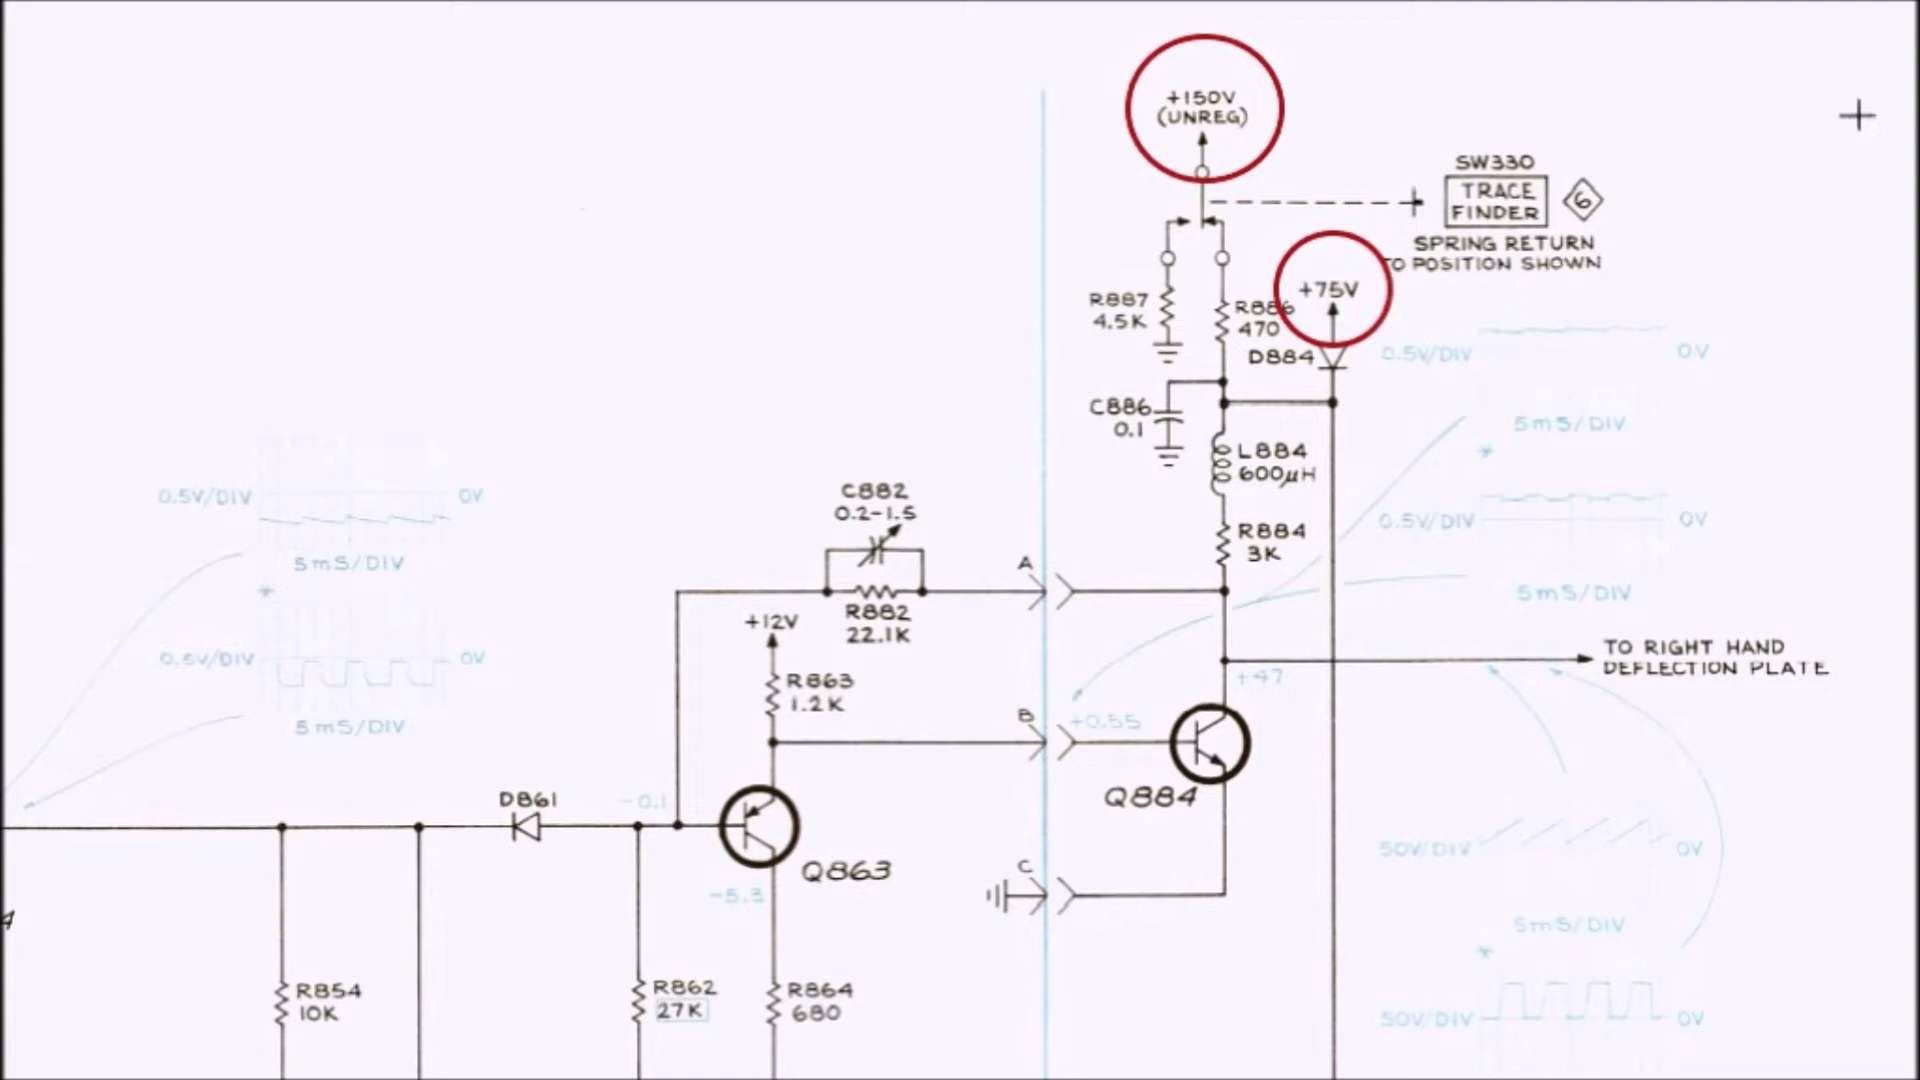 +150V
(UNREG)
SW330
TRACE
FINDER
6
SPRING RETURN
TO POSITION SHOWN
+75V
R887
4.5K
R886
470
D884
0.5V/DIV
0V
C886
0.1
5mS/DIV
L884
600µH
C882
0.2-1.5
0.5V/DIV
0V
0.5V/DIV
0V
R884
3K
5mS/DIV
A
5mS/DIV
R882
22.1K
+12V
0.5V/DIV
0V
TO RIGHT HAND
DEFLECTION PLATE
R863
1.2K
+47
B
+0.55
5mS/DIV
D861
-0.1
Q884
Q863
50V/DIV
0V
C
-5.3
4
5mS/DIV
R854
10K
R862
27K
R864
680
50V/DIV
0V